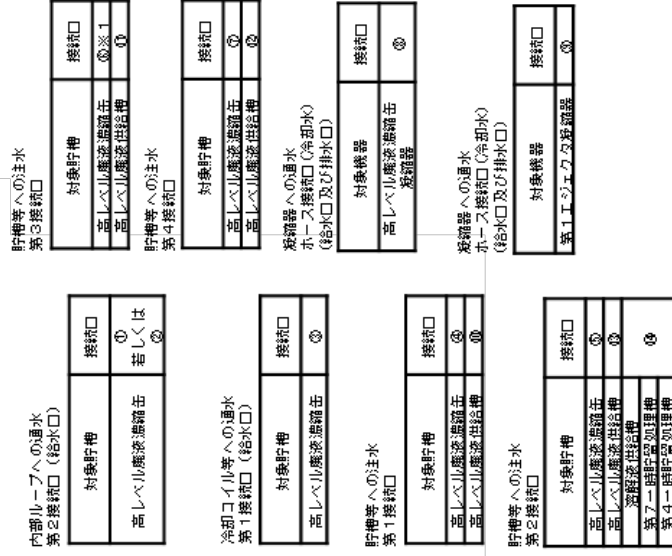 内部ループへの通水
第2接続口(給水口)
対象貯槽 接続口
高レベル廃液濃縮缶 ① 若しくは ②
冷却コイル等への通水
第1接続口(給水口)
対象貯槽 接続口
高レベル廃液濃縮缶 ③
貯槽等への注水
第1接続口
対象貯槽 接続口
高レベル廃液濃縮缶 ④
高レベル廃液供給槽 ⑩
貯槽等への注水
第2接続口
対象貯槽 接続口
高レベル廃液濃縮缶 ⑤
高レベル廃液供給槽
溶解液供給槽 ⑭
第7一時貯留処理槽
第4一時貯留処理槽
貯槽等への注水
第3接続口
対象貯槽 接続口
高レベル廃液濃縮缶 ⑥※1
高レベル廃液供給槽 ⑪
貯槽等への注水
第4接続口
対象貯槽 接続口
高レベル廃液濃縮缶 ⑦
高レベル廃液供給槽 ⑫
凝縮器への通水
ホース接続口(冷却水)
(給水口及び排水口)
対象機器 接続口
高レベル廃液濃縮缶 ⑧
凝縮器
凝縮器への通水
ホース接続口(冷却水)
(給水口及び排水口)
対象機器 接続口
第1エジェクタ凝縮器 ⑨